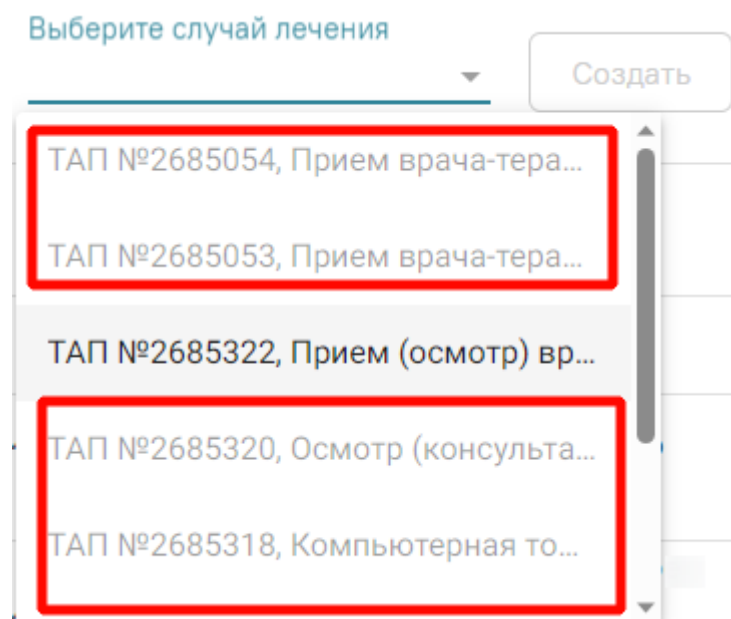 Выберите случай лечения
Создать
ТАП №2685054, Прием врача-тера...
ТАП №2685053, Прием врача-тера...
ТАП №2685322, Прием (осмотр) вр...
ТАП №2685320, Осмотр (консульта...
ТАП №2685318, Компьютерная то...